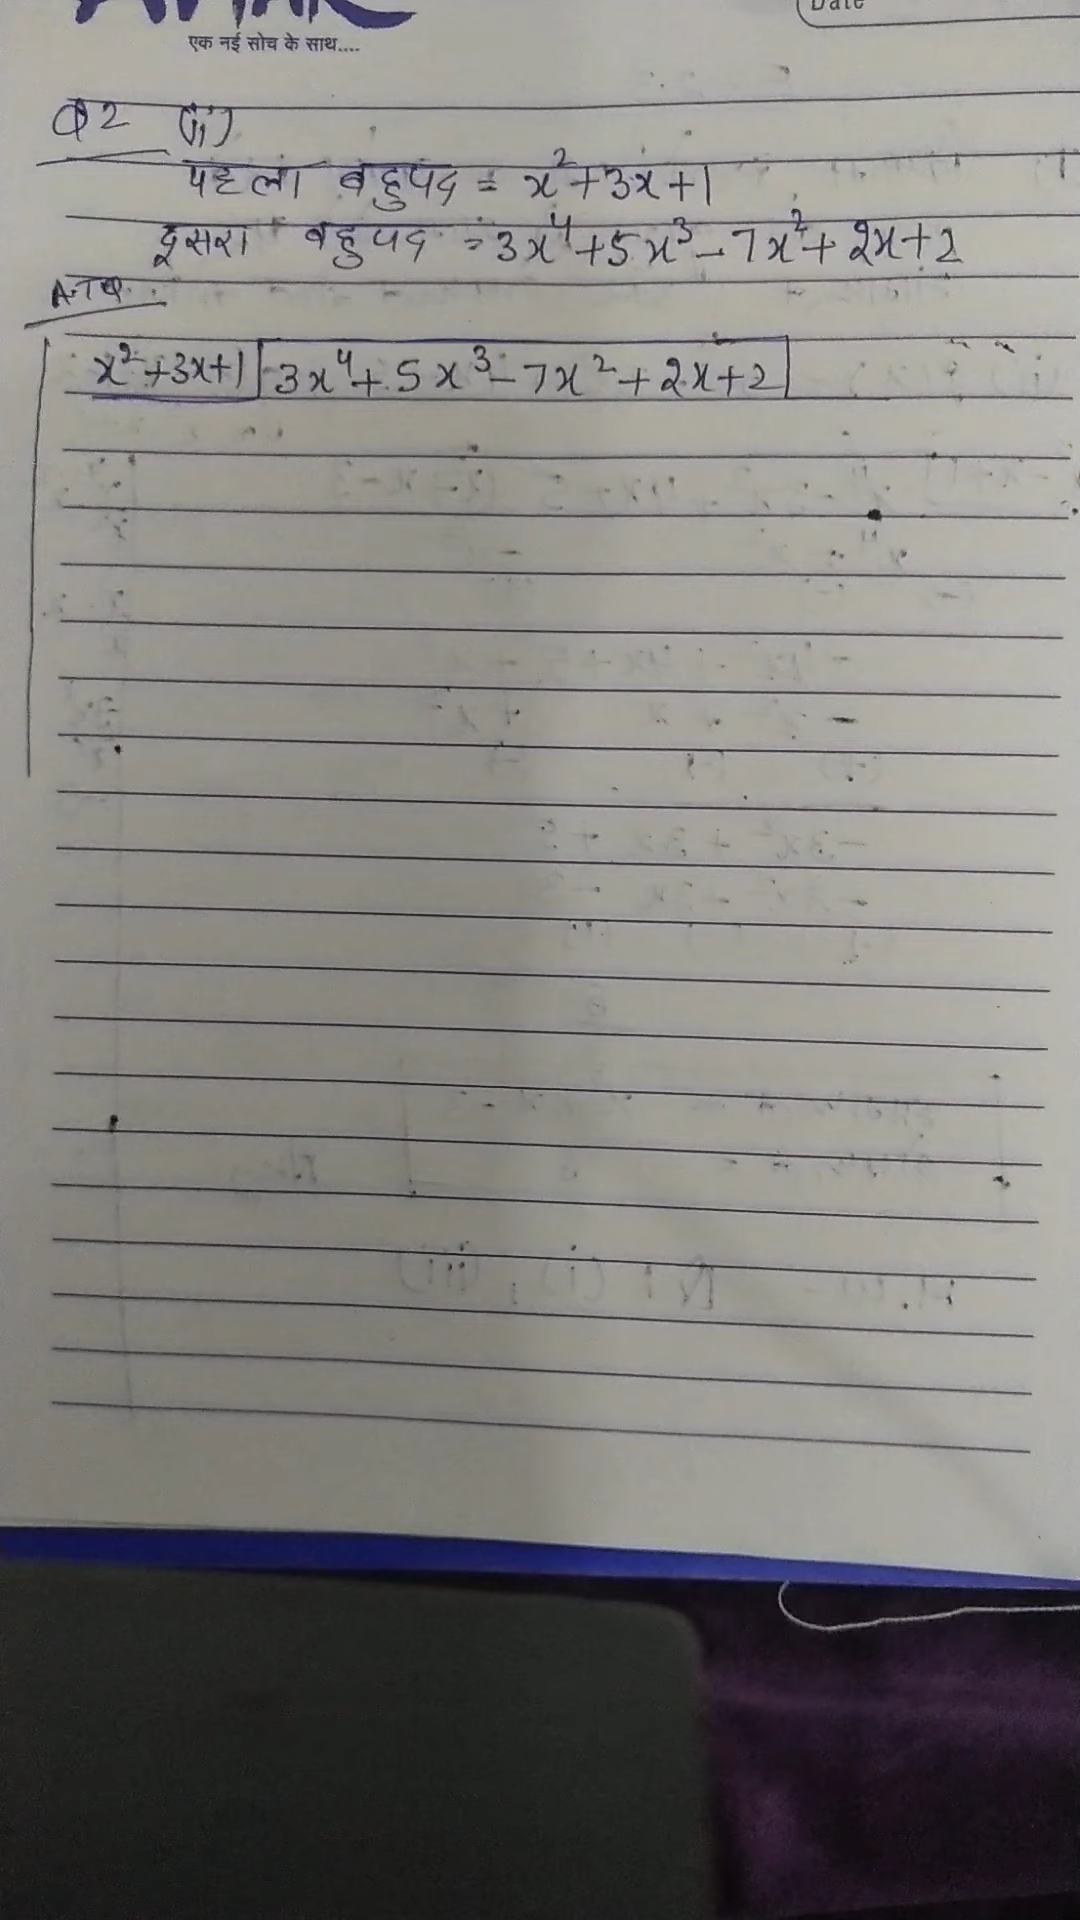 Date
एक नई सोच के साथ....
Q2 (ii)
पहला बहुपद = x²+3x+1
दूसरा बहुपद = 3x⁴+5x³-7x²+2x+2
A.T.Q.
x²+3x+1 3x⁴+5x³-7x²+2x+2